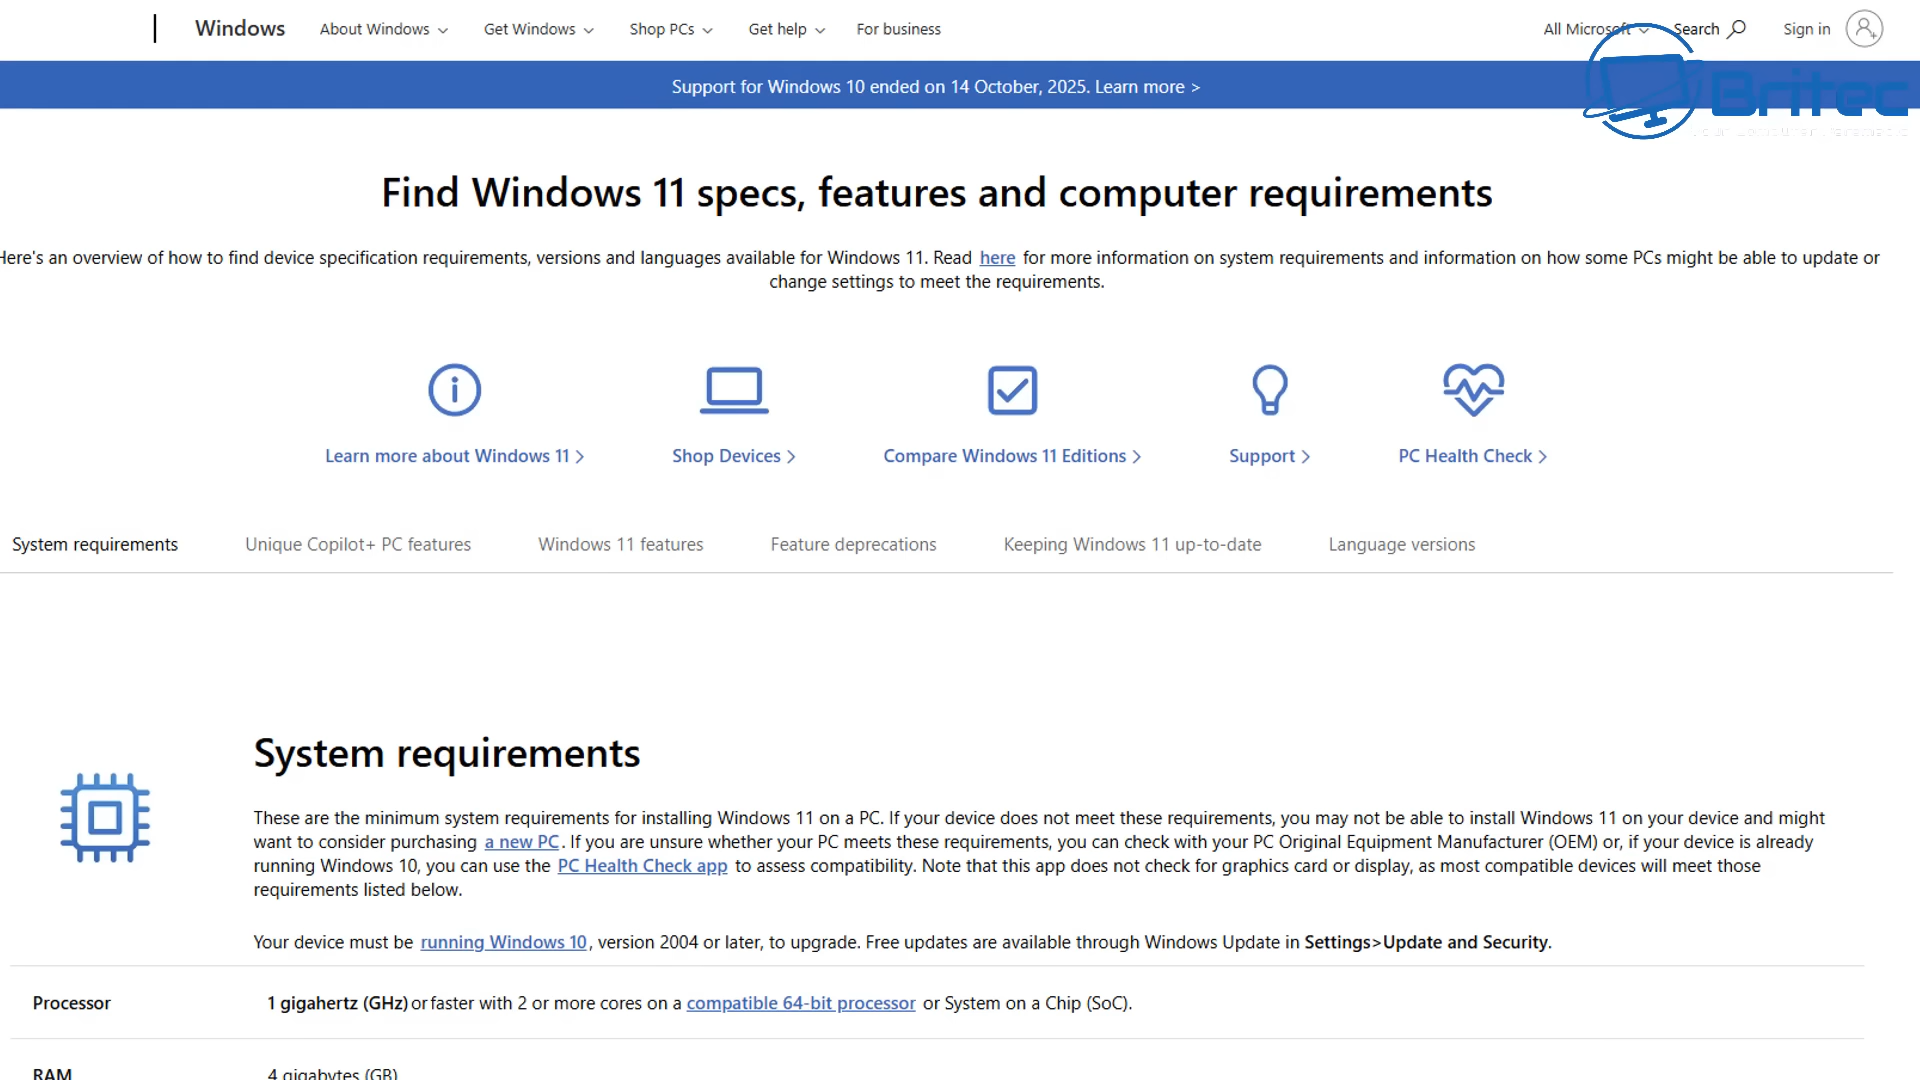 Windows
About Windows
Get Windows
Shop PCs
Get help
For business
All Microsoft
Search
Sign in
Support for Windows 10 ended on 14 October, 2025. Learn more >
Britec
Find Windows 11 specs, features and computer requirements
Here's an overview of how to find device specification requirements, versions and languages available for Windows 11. Read here for more information on system requirements and information on how some PCs might be able to update or
change settings to meet the requirements.
Learn more about Windows 11 >
Shop Devices >
Compare Windows 11 Editions >
Support >
PC Health Check >
System requirements
Unique Copilot+ PC features
Windows 11 features
Feature deprecations
Keeping Windows 11 up-to-date
Language versions
System requirements
These are the minimum system requirements for installing Windows 11 on a PC. If your device does not meet these requirements, you may not be able to install Windows 11 on your device and might
want to consider purchasing a new PC. If you are unsure whether your PC meets these requirements, you can check with your PC Original Equipment Manufacturer (OEM) or, if your device is already
running Windows 10, you can use the PC Health Check app to assess compatibility. Note that this app does not check for graphics card or display, as most compatible devices will meet those
requirements listed below.
Your device must be running Windows 10, version 2004 or later, to upgrade. Free updates are available through Windows Update in Settings>Update and Security.
Processor
1 gigahertz (GHz) or faster with 2 or more cores on a compatible 64-bit processor or System on a Chip (SoC).
RAM
4 gigabytes (GB)